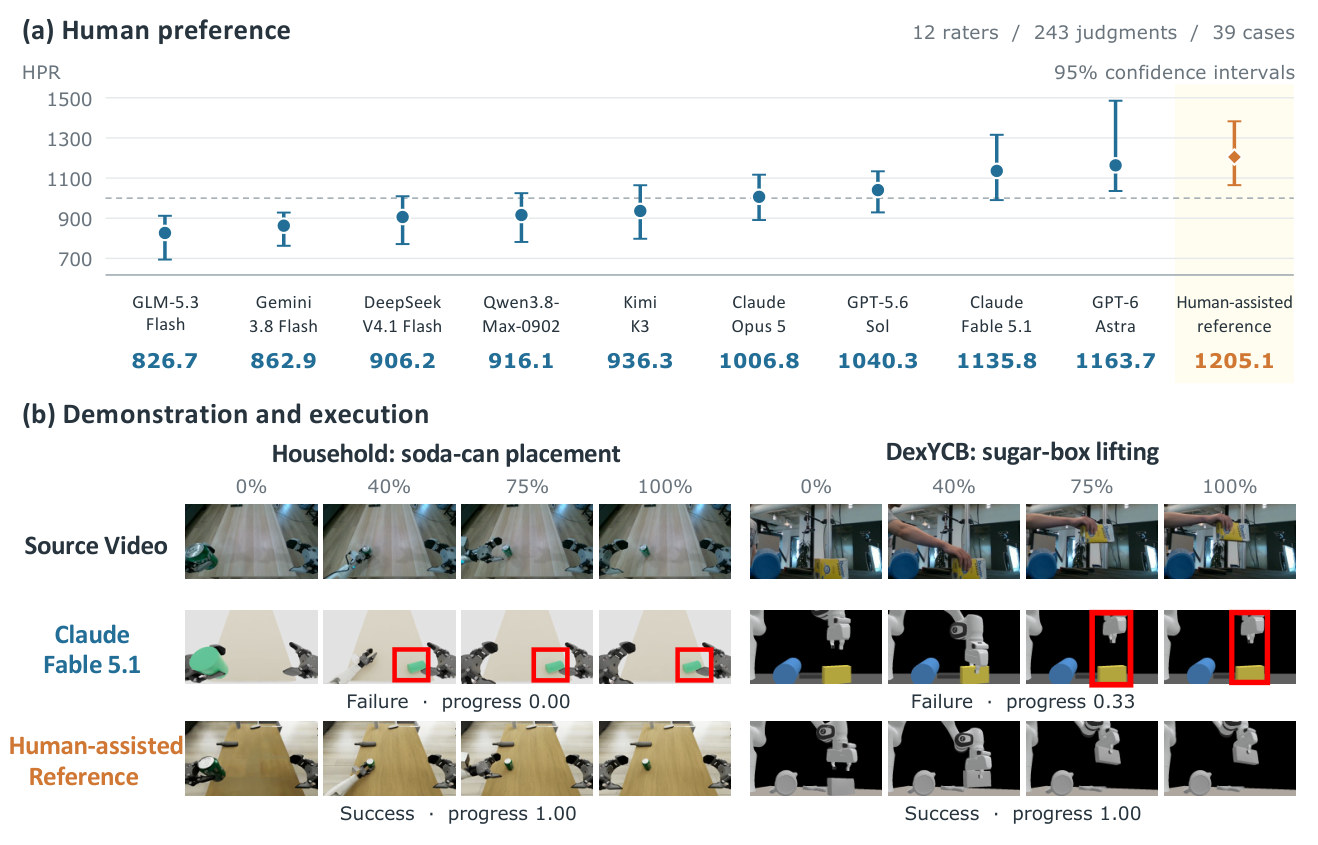 (a) Human preference
12 raters / 243 judgments / 39 cases
HPR
95% confidence intervals
1500
1300
1100
900
700
GLM-5.3
Flash
826.7
Gemini
3.8 Flash
862.9
DeepSeek
V4.1 Flash
906.2
Qwen3.8-
Max-0902
916.1
Kimi
K3
936.3
Claude
Opus 5
1006.8
GPT-5.6
Sol
1040.3
Claude
Fable 5.1
1135.8
GPT-6
Astra
1163.7
Human-assisted
reference
1205.1
(b) Demonstration and execution
Household: soda-can placement
0% 40% 75% 100%
DexYCB: sugar-box lifting
0% 40% 75% 100%
Source Video
Claude
Fable 5.1
Failure · progress 0.00
Failure · progress 0.33
Human-assisted
Reference
Success · progress 1.00
Success · progress 1.00